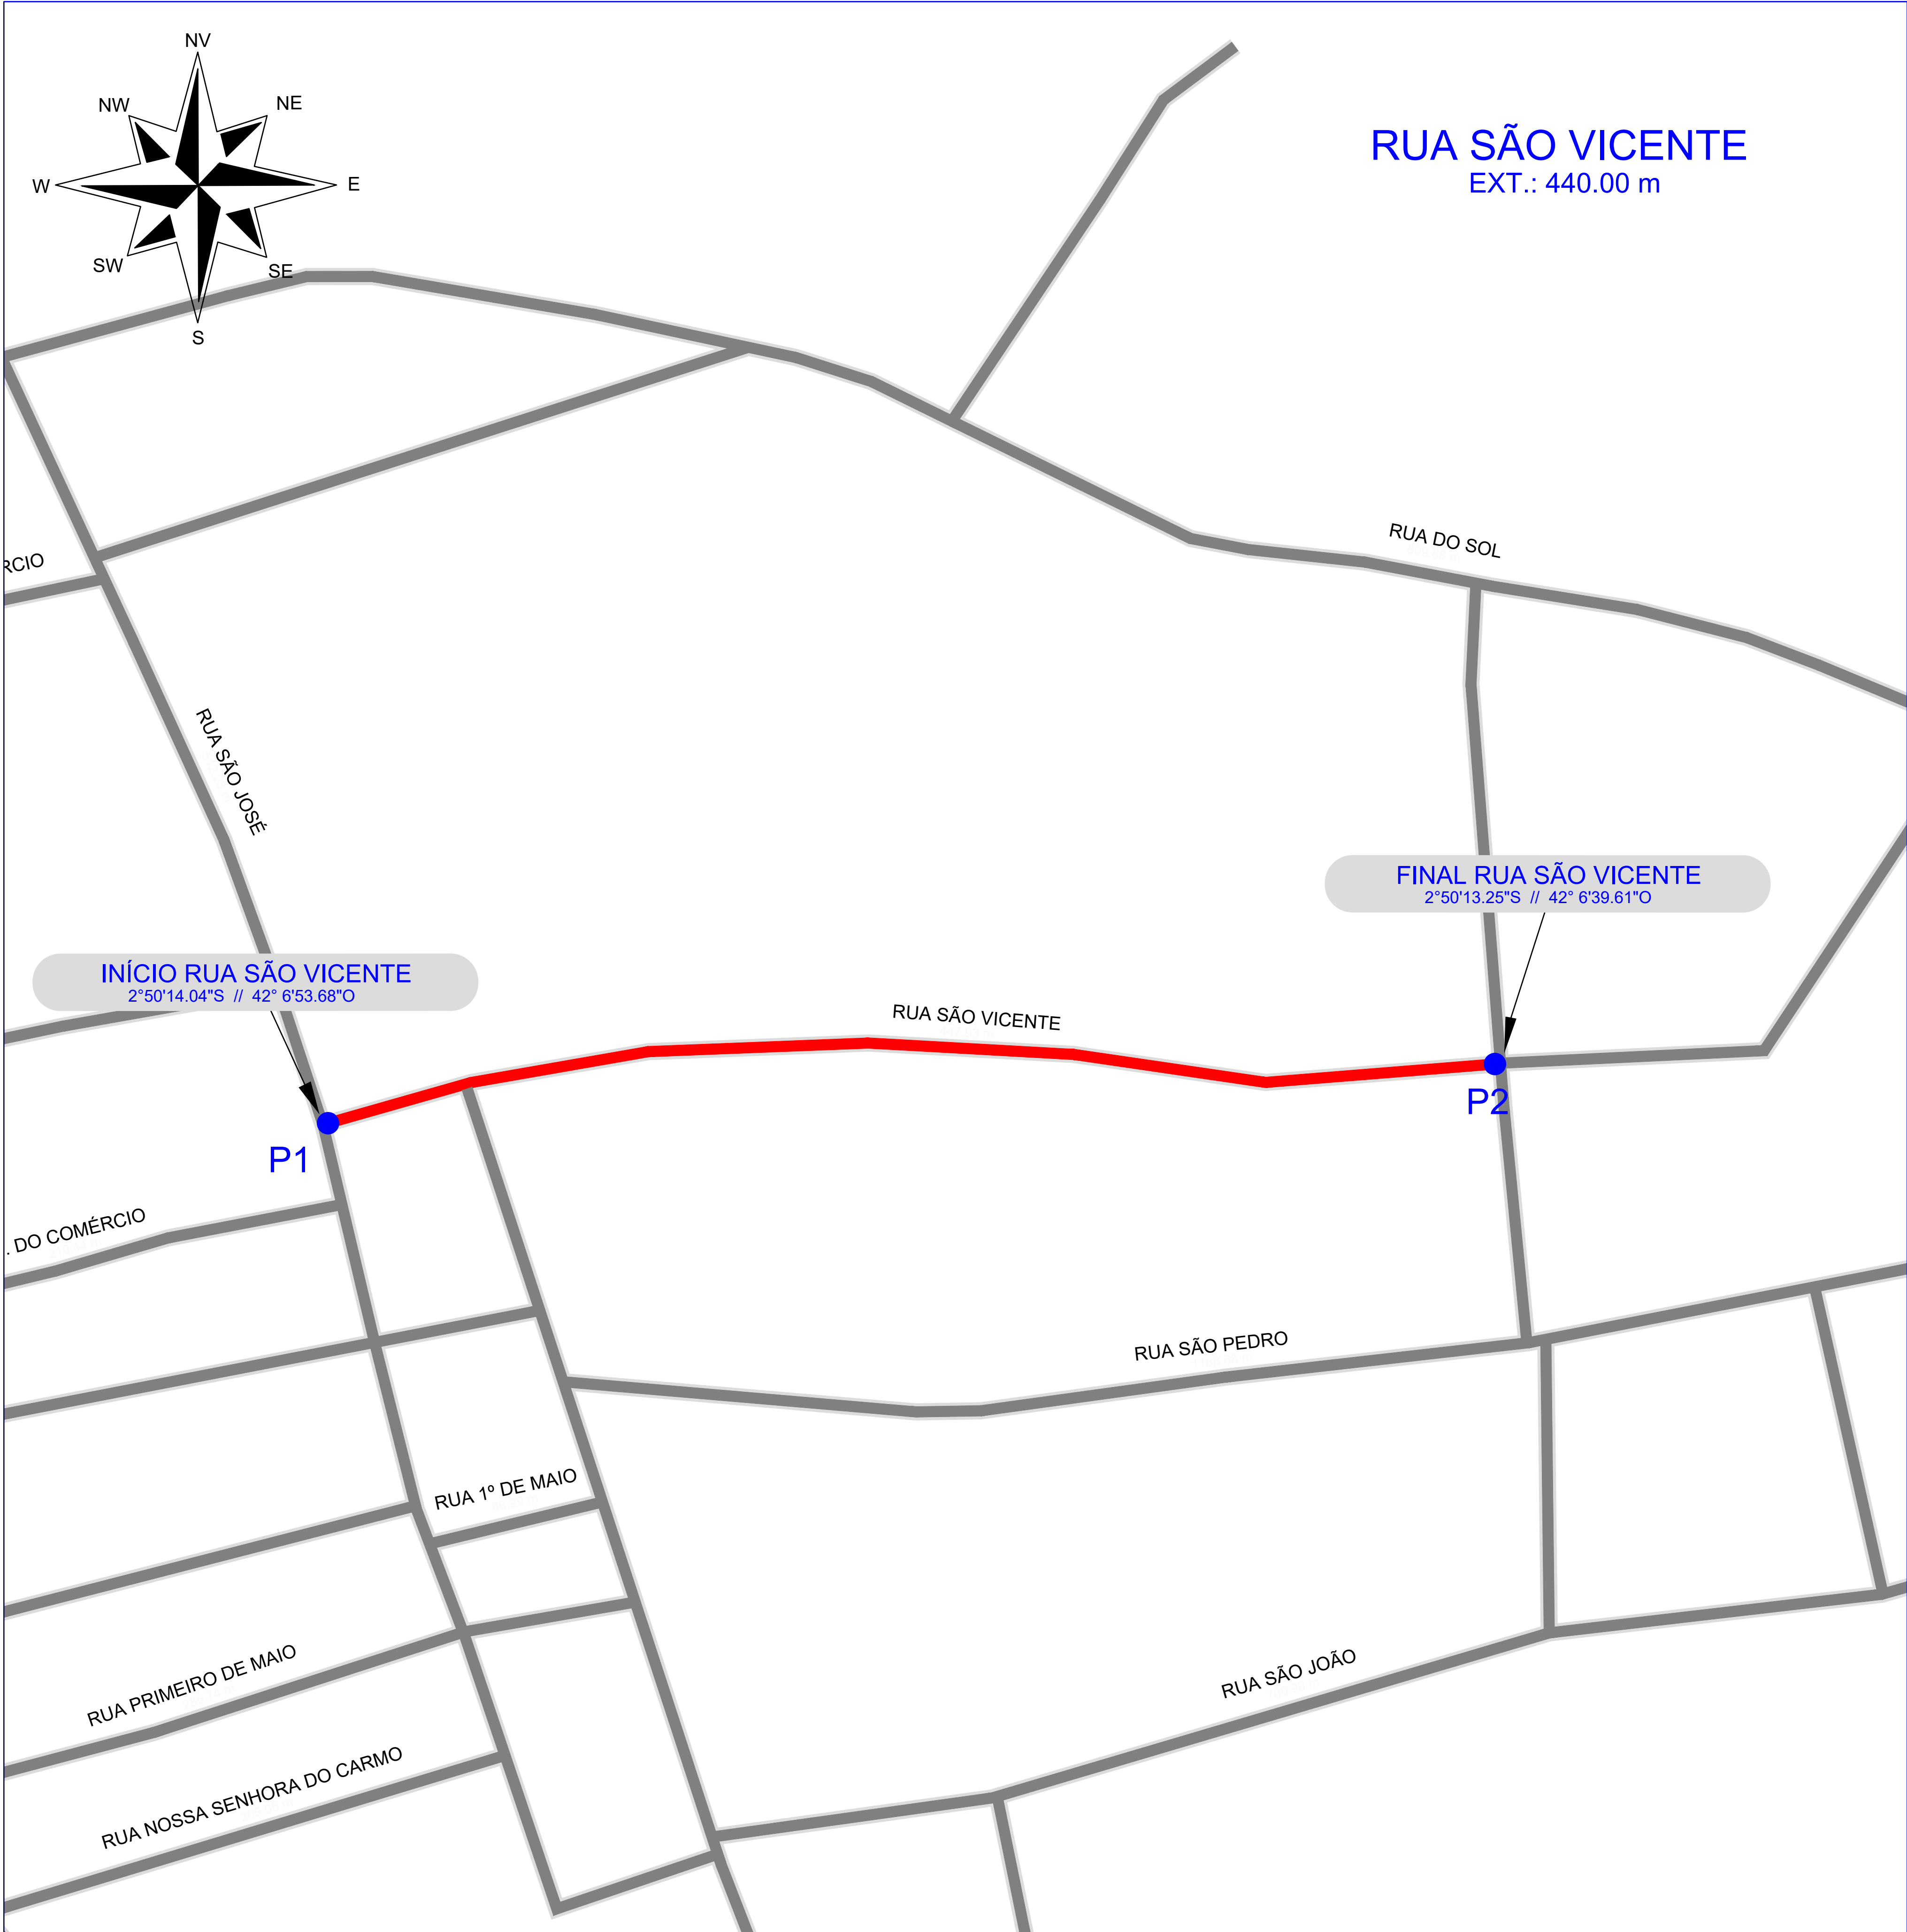 NV
NW
NE
W
E
SW
SE
S
RUA SÃO VICENTE
EXT.: 440.00 m
RUA DO SOL
RCIO
RUA SÃO JOSÉ
FINAL RUA SÃO VICENTE
2°50'13.25"S // 42° 6'39.61"O
INÍCIO RUA SÃO VICENTE
2°50'14.04"S // 42° 6'53.68"O
RUA SÃO VICENTE
P2
P1
. DO COMÉRCIO
RUA SÃO PEDRO
RUA 1º DE MAIO
RUA PRIMEIRO DE MAIO
RUA SÃO JOÃO
RUA NOSSA SENHORA DO CARMO